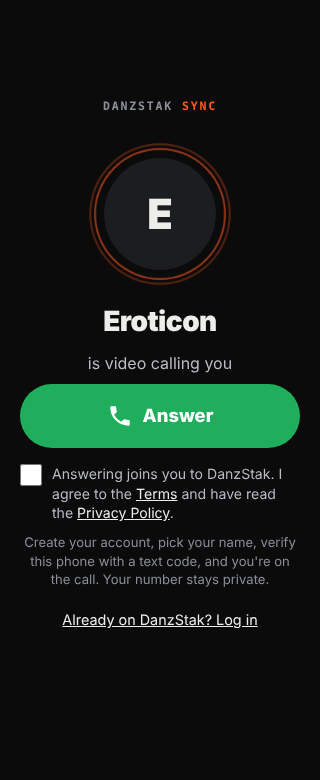 DANZSTAK SYNC
E
Eroticon
is video calling you
Answer
Answering joins you to DanzStak. I
agree to the Terms and have read
the Privacy Policy.
Create your account, pick your name, verify
this phone with a text code, and you're on
the call. Your number stays private.
Already on DanzStak? Log in